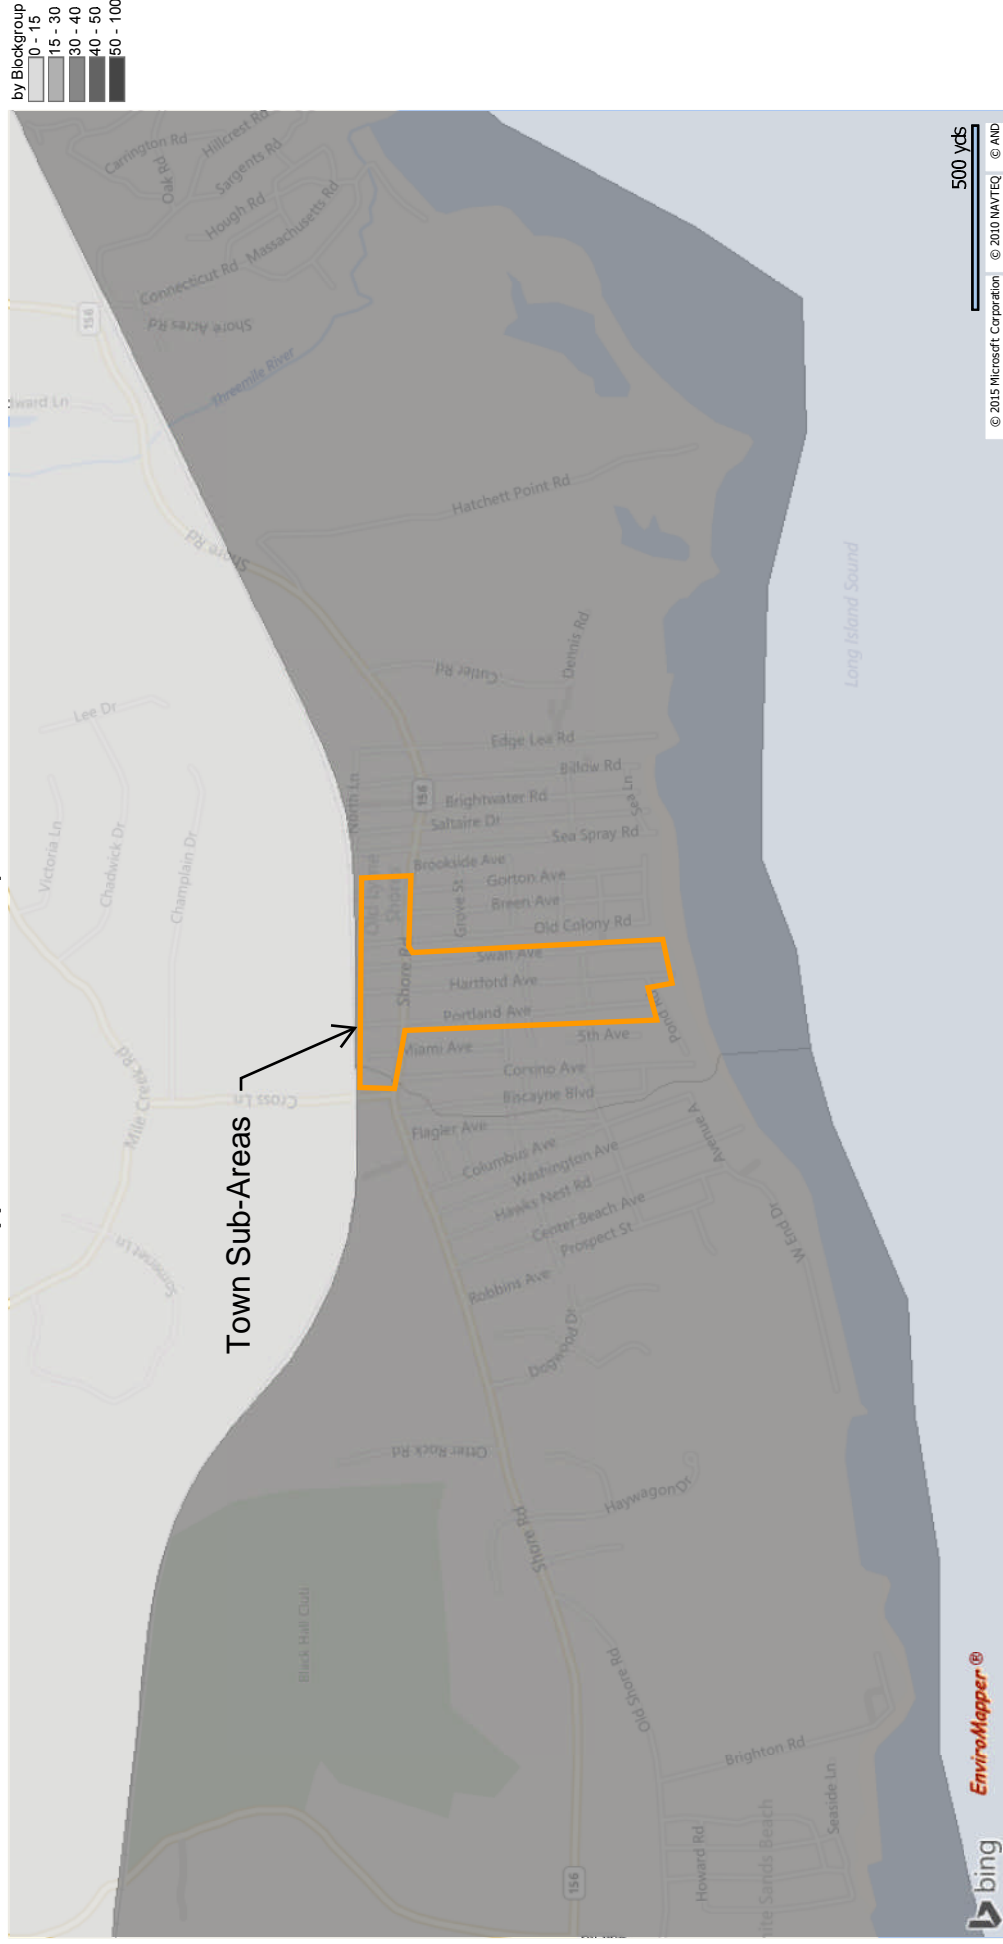 by Blockgroup
0 - 15
15 - 30
30 - 40
40 - 50
50 - 100
Town Sub-Areas
Carrington Rd
Oak Rd
Hillcrest Rd
Sargents Rd
Hough Rd
Massachusetts Rd
Connecticut Rd
Shore Acres Rd
156
Threemile River
Shore Rd
Hatchett Point Rd
Lee Dr
Victoria Ln
Chadwick Dr
Champlain Dr
Cutler Rd
Dennis Rd
Edge Lea Rd
North Ln
156
Billow Rd
Brightwater Rd
Sea Ln
Saltaire Dr
Sea Spray Rd
Brookside Ave
Old Lyme
Shores
Gorton Ave
Grove St
Breen Ave
Old Colony Rd
Swan Ave
Shore Rd
Hartford Ave
Portland Ave
Pond Rd
5th Ave
Miami Ave
Corsino Ave
Biscayne Blvd
Mile Creek Rd
Cross Ln
Flagler Ave
Columbus Ave
Washington Ave
Avenue A
Hawks Nest Rd
Center Beach Ave
Prospect St
W End Dr
Somerset Ln
Robbins Ave
Dogwood Dr
Otter Rock Rd
Haywagon Dr
Shore Rd
Black Hall Club
Old Shore Rd
Brighton Rd
Seaside Ln
Howard Rd
156
Long Island Sound
500 yds
© 2015 Microsoft Corporation © 2010 NAVTEQ © AND
EnviroMapper®
bing